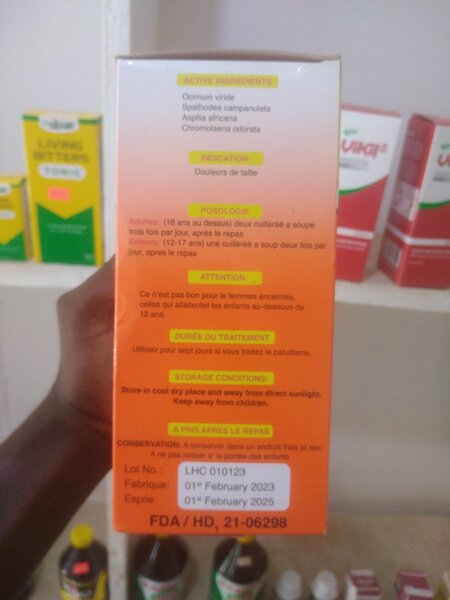 ACTIVE INGREDIENTS
Ocimum viride
Spathodea campanulata
Aspilia africana
Chromolaena odorata
INDICATION:
Douleurs de taille
POSOLOGIE
Adultes: (18 ans au dessus) deux cuillèrèè a soupe
trois fois par jour, après le repas
Enfants: (12-17 ans) une cuillèrèè a soup deux fois par
jour, apres le repas
ATTENTION:
Ce n'est pas bon pour le femmes enceintes,
celles qui allaitentet les enfants au-dessous de
12 ans.
DURÉE DU TRAITEMENT
Utilisez pour sept jours si vous traitez le paludisme.
STORAGE CONDITIONS:
Store in cool dry place and away from direct sunlight.
Keep away from children.
A PRIS APRÈS LE REPAS
CONSERVATION: A conserver dans un endroit frais et sec,
A ne pas laisser a' la portée des enfants
Lot No.: LHC 010123
Fabrique: 01st February 2023
Exprie: 01st February 2025
FDA / HD, 21-06298
LIVING
BITTERS
TONIC
VIKI®